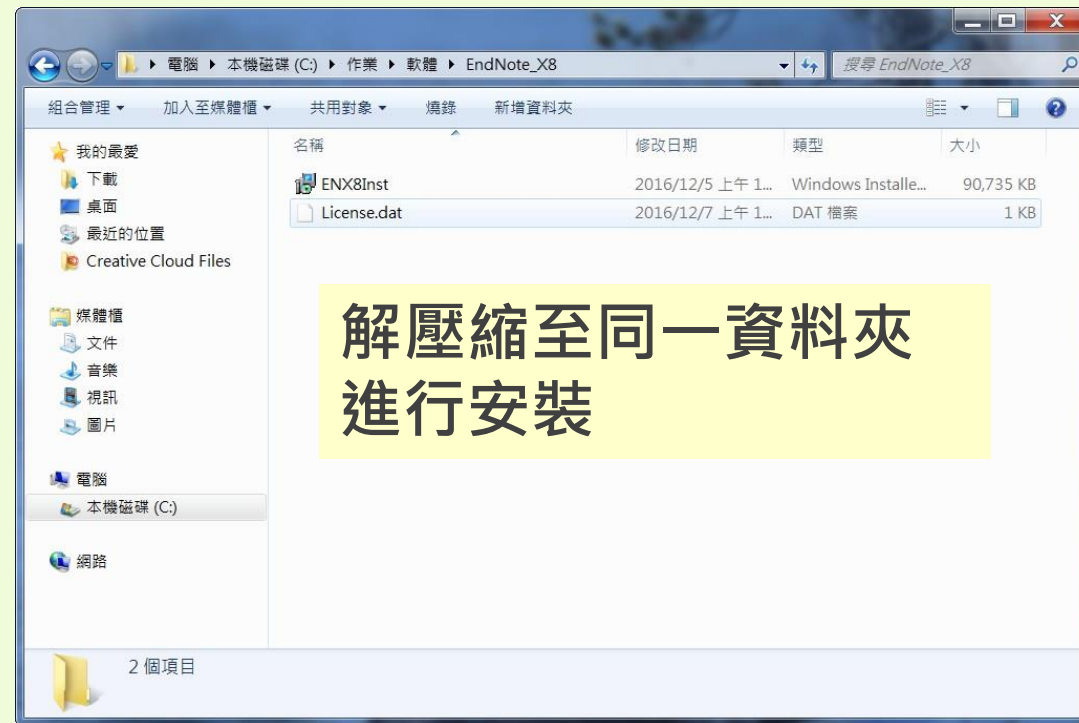 電腦 本機磁碟 (C:) 作業 軟體 EndNote_X8
搜尋 EndNote_X8
組合管理 加入至媒體櫃 共用對象 燒錄 新增資料夾
名稱 修改日期 類型 大小
我的最愛
下載
桌面
最近的位置
Creative Cloud Files
媒體櫃
文件
音樂
視訊
圖片
電腦
本機磁碟 (C:)
網路
ENX8Inst 2016/12/5 上午 1... Windows Installe... 90,735 KB
License.dat 2016/12/7 上午 1... DAT 檔案 1 KB
解壓縮至同一資料夾
進行安裝
2 個項目